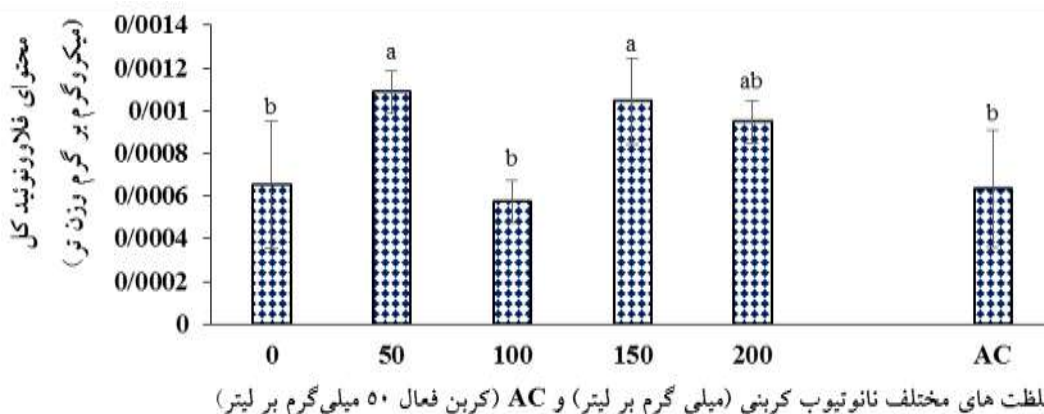 محتوای فلاوونوئید کل
(میکروگرم بر گرم وزن تر)
0/0014
0/0012
0/001
0/0008
0/0006
0/0004
0/0002
0
b
a
b
a
ab
b
0 50 100 150 200 AC
لظت های مختلف نانوتیوب کربنی (میلی گرم بر لیتر) و AC (کربن فعال ۵۰ میلی‌گرم بر لیتر)